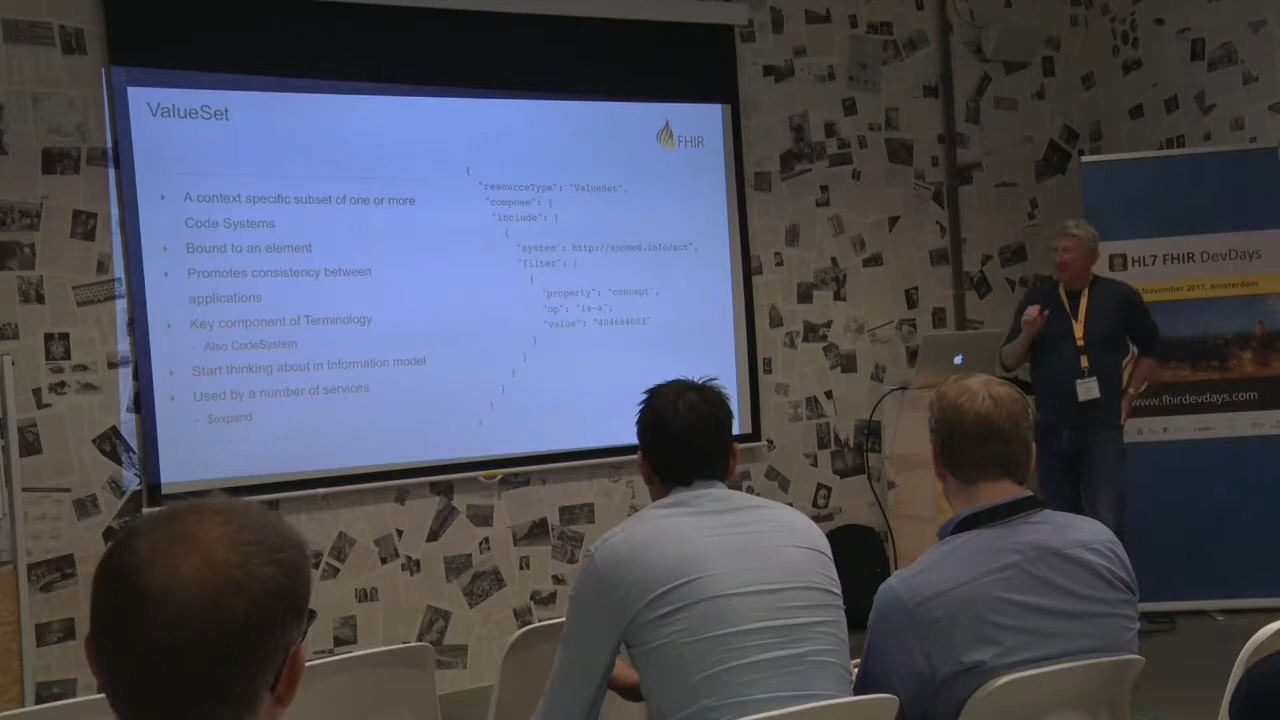 ValueSet
FHIR
A context specific subset of one or more
Code Systems
Bound to an element
Promotes consistency between
applications
Key component of Terminology
- Also CodeSystem
Start thinking about in Information model
Used by a number of services
- $expand
{
"resourceType": "ValueSet",
"compose": {
"include": [
{
"system": http://snomed.info/sct,
"filter": [
{
"property": "concept",
"op": "is-a",
"value": "404684003"
}
]
}
]
}
}
HL7 FHIR DevDays
November 2017, Amsterdam
www.fhirdevdays.com